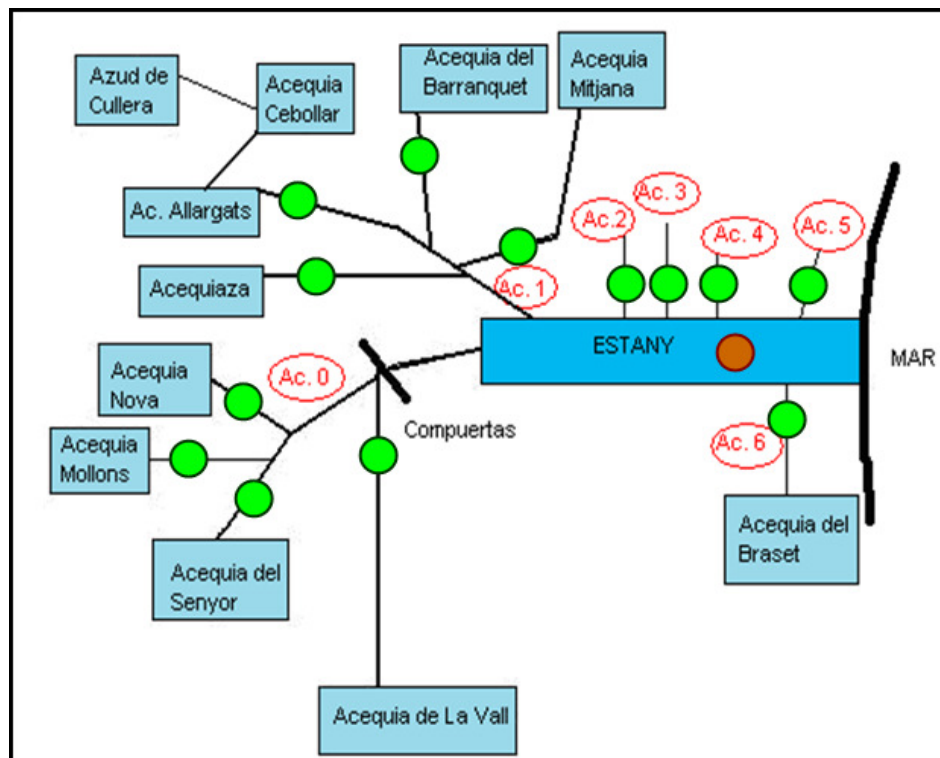 Azud de
Cullera
Acequia
Cebollar
Acequia del
Barranquet
Acequia
Mitjana
Ac. Allargats
Ac.2
Ac. 3
Ac. 4
Ac. 5
Acequiaza
Ac. 1
ESTANY
MAR
Acequia
Nova
Ac. 0
Compuertas
Acequia
Mollons
Ac. 6
Acequia del
Braset
Acequia del
Senyor
Acequia de La Vall